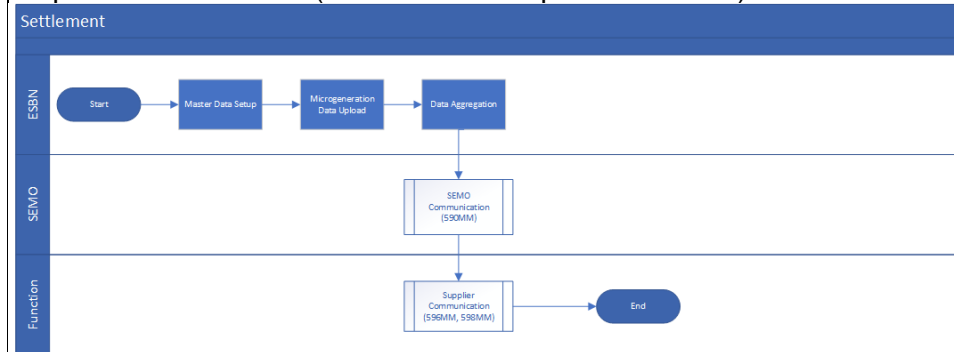 Settlement
ESBN
Start
Master Data Setup
Microgeneration
Data Upload
Data Aggregation
SEMO
SEMO
Communication
(590MM)
Function
Supplier
Communication
(596MM, 598MM)
End